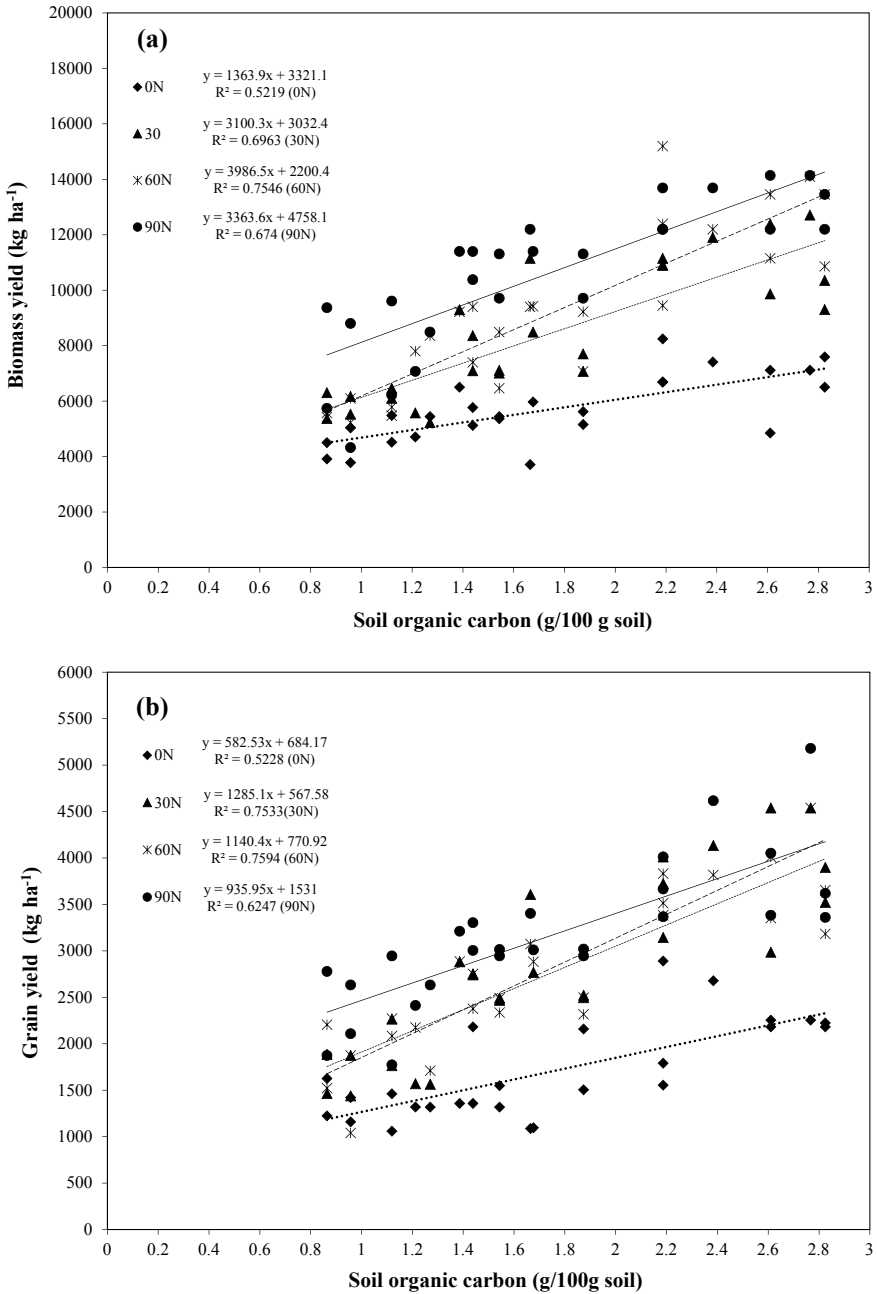 (a)
0N
y = 1363.9x + 3321.1
R² = 0.5219 (0N)
30
y = 3100.3x + 3032.4
R² = 0.6963 (30N)
60N
y = 3986.5x + 2200.4
R² = 0.7546 (60N)
90N
y = 3363.6x + 4758.1
R² = 0.674 (90N)
Biomass yield (kg ha⁻¹)
20000
18000
16000
14000
12000
10000
8000
6000
4000
2000
0
0 0.2 0.4 0.6 0.8 1 1.2 1.4 1.6 1.8 2 2.2 2.4 2.6 2.8 3
Soil organic carbon (g/100 g soil)
(b)
0N
y = 582.53x + 684.17
R² = 0.5228 (0N)
30N
y = 1285.1x + 567.58
R² = 0.7533(30N)
60N
y = 1140.4x + 770.92
R² = 0.7594 (60N)
90N
y = 935.95x + 1531
R² = 0.6247 (90N)
Grain yield (kg ha⁻¹)
6000
5500
5000
4500
4000
3500
3000
2500
2000
1500
1000
500
0
0 0.2 0.4 0.6 0.8 1 1.2 1.4 1.6 1.8 2 2.2 2.4 2.6 2.8 3
Soil organic carbon (g/100g soil)